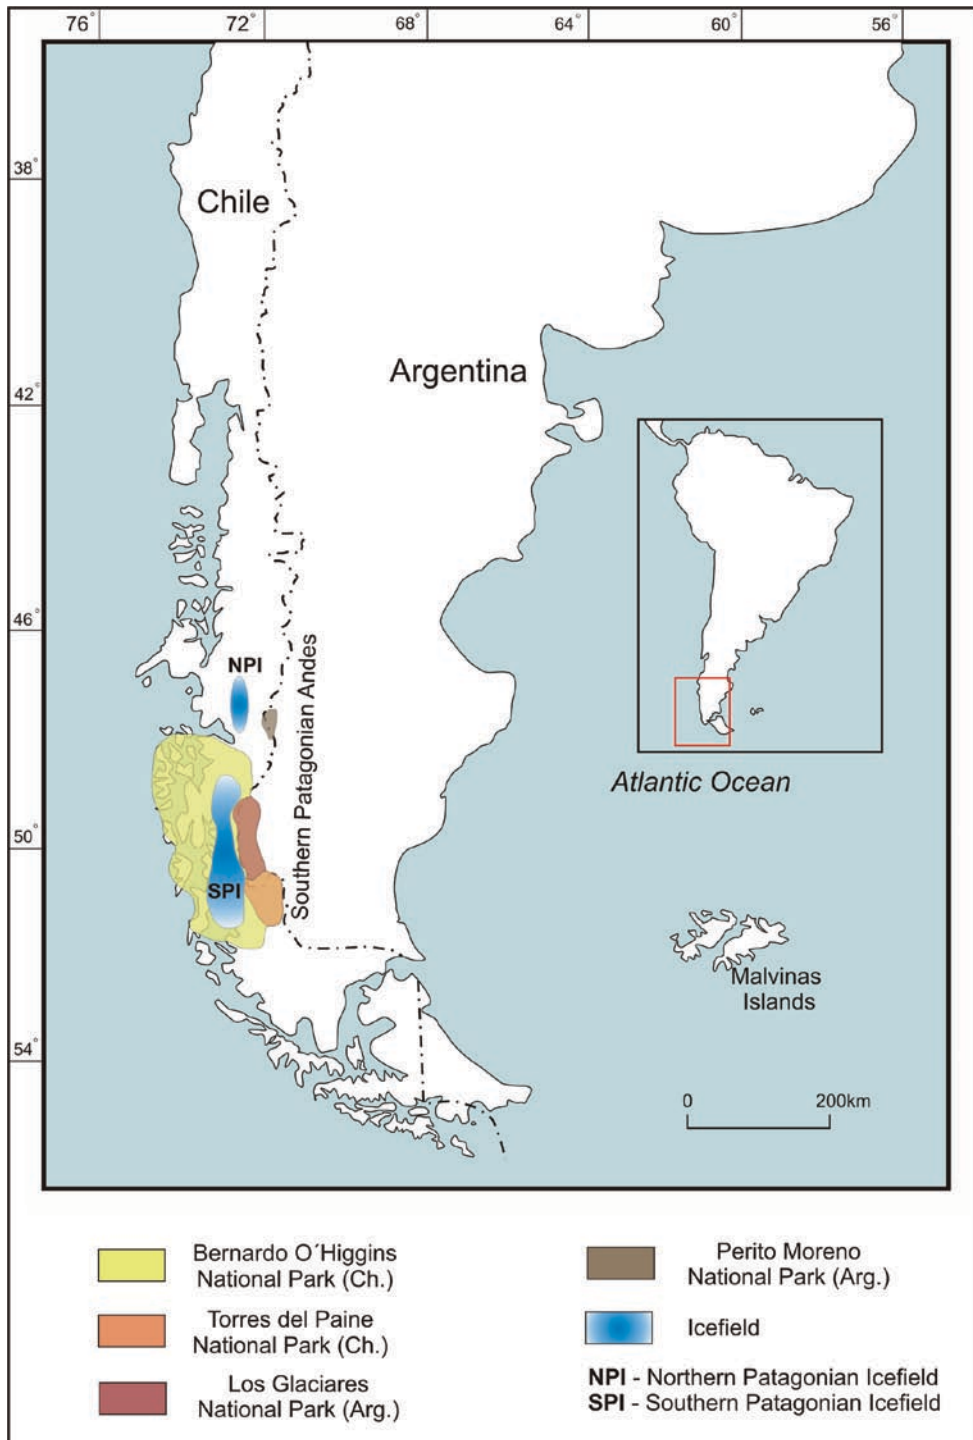 76°
72°
68°
64°
60°
56°
38°
Chile
Argentina
42°
46°
NPI
Southern Patagonian Andes
Atlantic Ocean
50°
SPI
Malvinas
Islands
54°
0
200km
Bernardo O´Higgins
National Park (Ch.)
Torres del Paine
National Park (Ch.)
Los Glaciares
National Park (Arg.)
Perito Moreno
National Park (Arg.)
Icefield
NPI - Northern Patagonian Icefield
SPI - Southern Patagonian Icefield